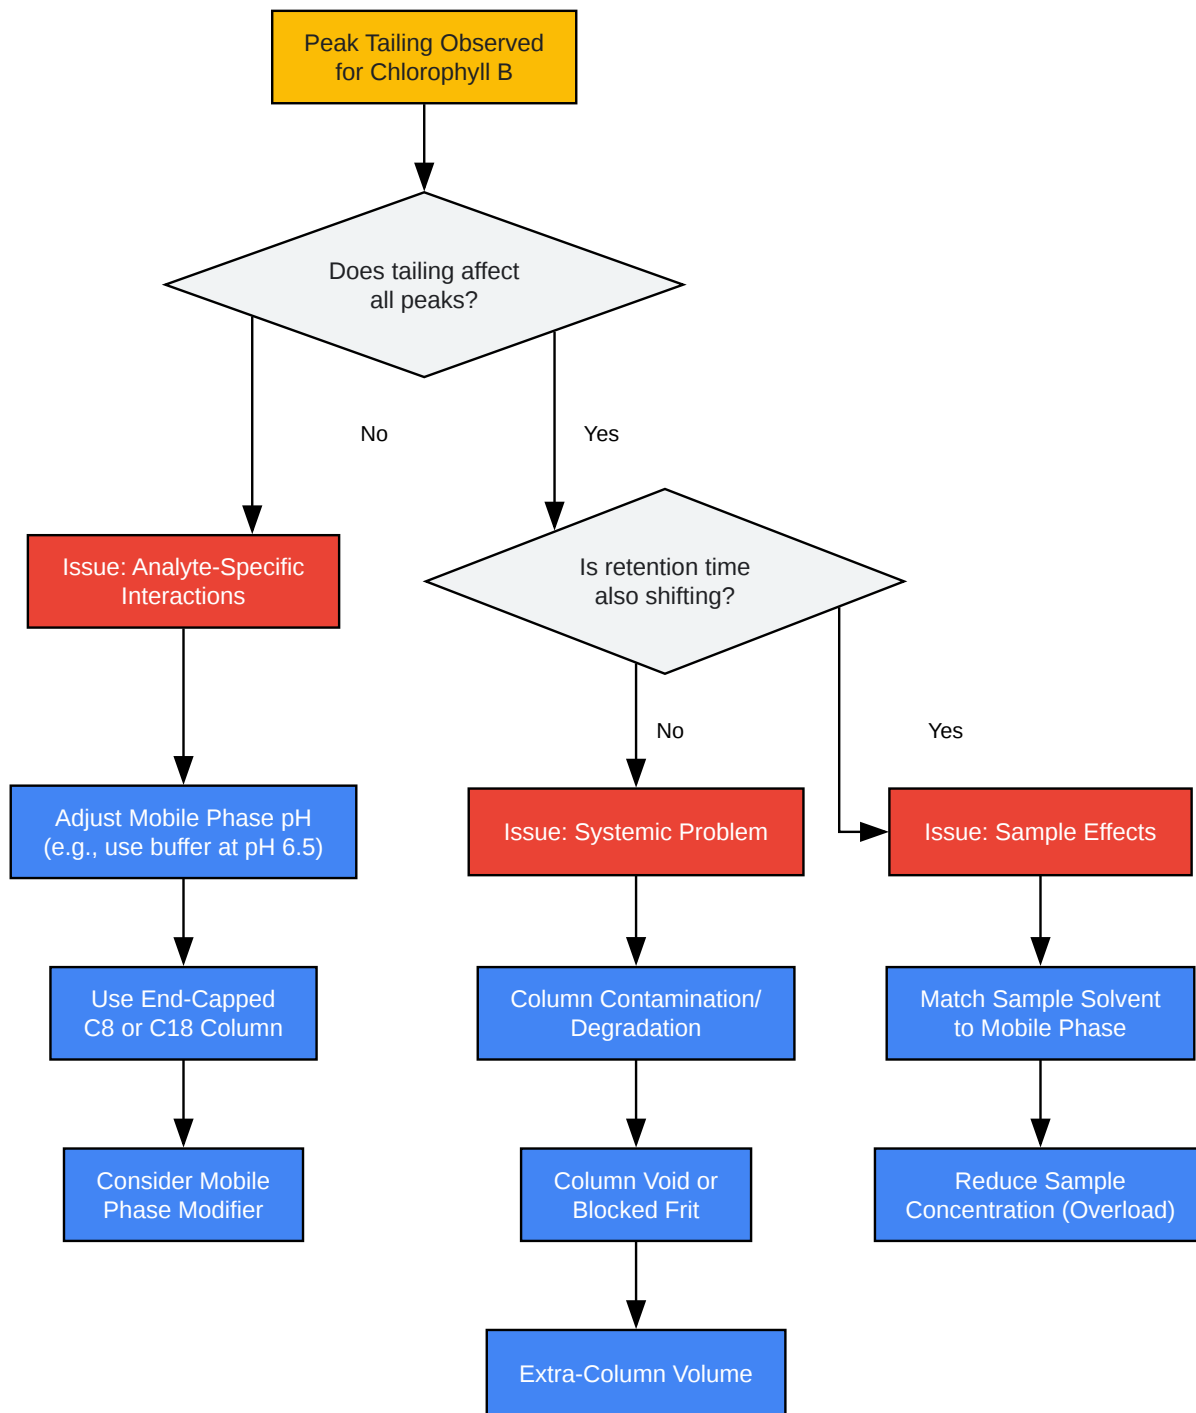 Peak Tailing Observed
for Chlorophyll B
Does tailing affect
all peaks?
No
Yes
Issue: Analyte-Specific
Interactions
Is retention time
also shifting?
No
Yes
Adjust Mobile Phase pH
(e.g., use buffer at pH 6.5)
Issue: Systemic Problem
Issue: Sample Effects
Use End-Capped
C8 or C18 Column
Column Contamination/
Degradation
Match Sample Solvent
to Mobile Phase
Consider Mobile
Phase Modifier
Column Void or
Blocked Frit
Reduce Sample
Concentration (Overload)
Extra-Column Volume